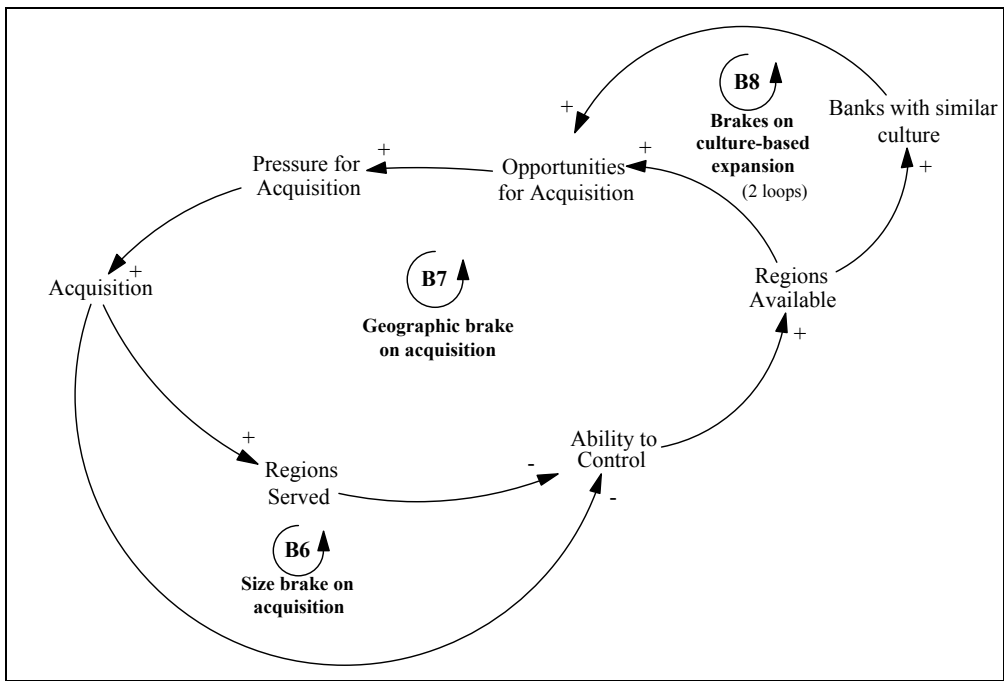 B8
Brakes on
culture-based
expansion
(2 loops)
Banks with similar
culture
+
+
+
+
Pressure for
Acquisition
Opportunities
for Acquisition
+
Acquisition
B7
Geographic brake
on acquisition
Regions
Available
+
+
Regions
Served
-
Ability to
Control
-
B6
Size brake on
acquisition